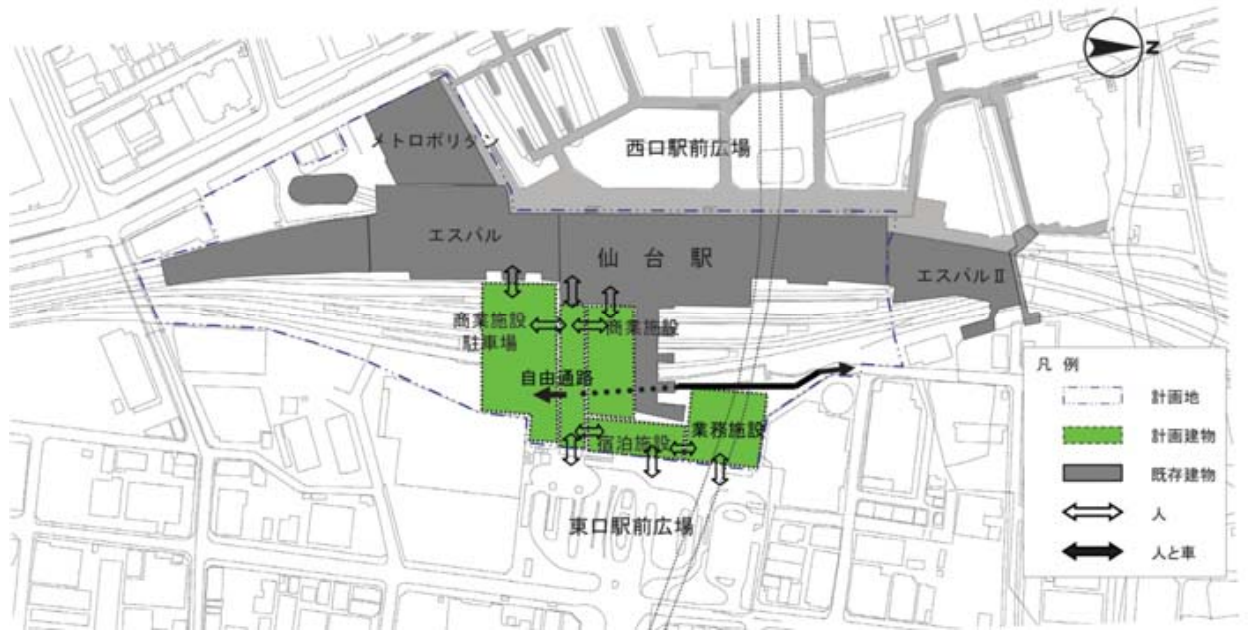 N
メトロポリタン
西口駅前広場
エスパル
仙台駅
エスパルⅡ
商業施設
駐車場
商業施設
自由通路
宿泊施設
業務施設
東口駅前広場
凡例
計画地
計画建物
既存建物
人
人と車